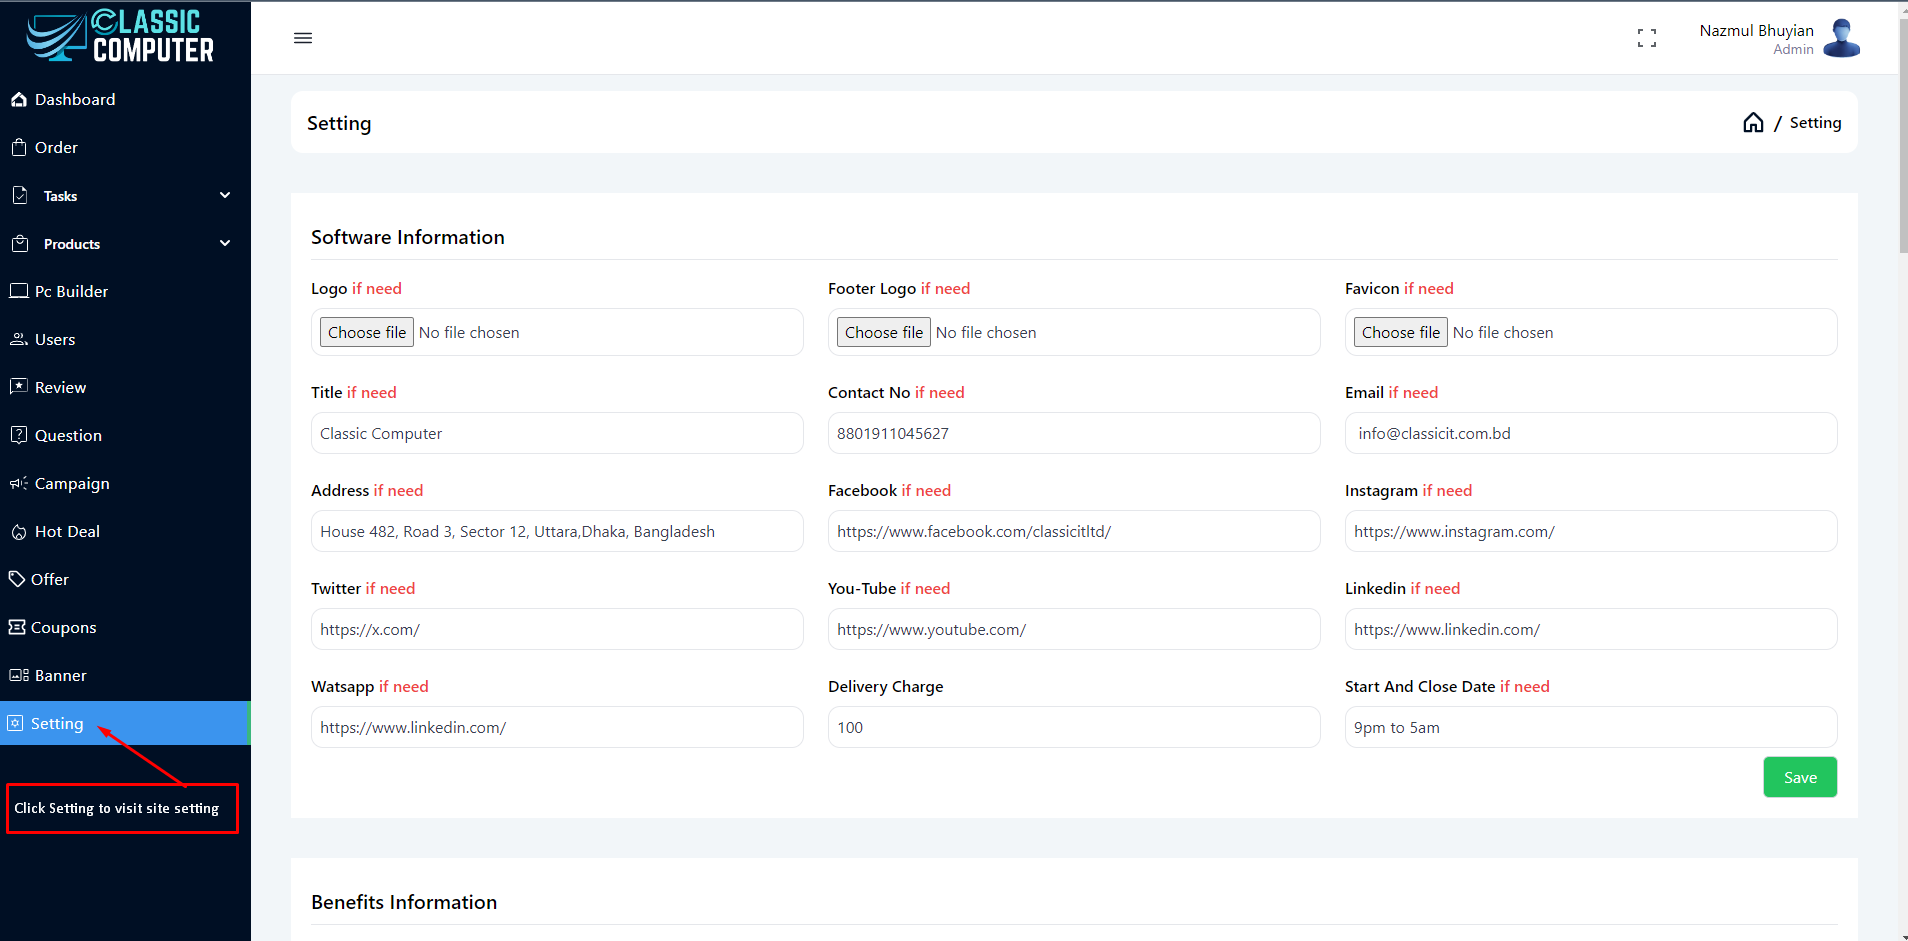 CLASSIC
COMPUTER
Dashboard
Order
Tasks
Products
Pc Builder
Users
Review
Question
Campaign
Hot Deal
Offer
Coupons
Banner
Setting
Click Setting to visit site setting
Nazmul Bhuyian
Admin
Setting
/ Setting
Software Information
Logo if need
Footer Logo if need
Favicon if need
Choose file No file chosen
Choose file No file chosen
Choose file No file chosen
Title if need
Contact No if need
Email if need
Classic Computer
8801911045627
info@classicit.com.bd
Address if need
Facebook if need
Instagram if need
House 482, Road 3, Sector 12, Uttara,Dhaka, Bangladesh
https://www.facebook.com/classicitltd/
https://www.instagram.com/
Twitter if need
You-Tube if need
Linkedin if need
https://x.com/
https://www.youtube.com/
https://www.linkedin.com/
Watsapp if need
Delivery Charge
Start And Close Date if need
https://www.linkedin.com/
100
9pm to 5am
Save
Benefits Information